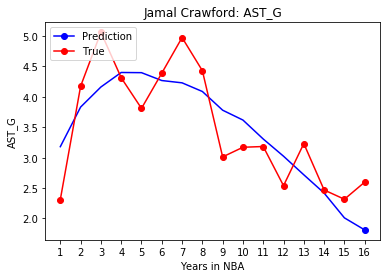 Jamal Crawford: AST_G
Prediction
True
AST_G
5.0
4.5
4.0
3.5
3.0
2.5
2.0
1 2 3 4 5 6 7 8 9 10 11 12 13 14 15 16
Years in NBA